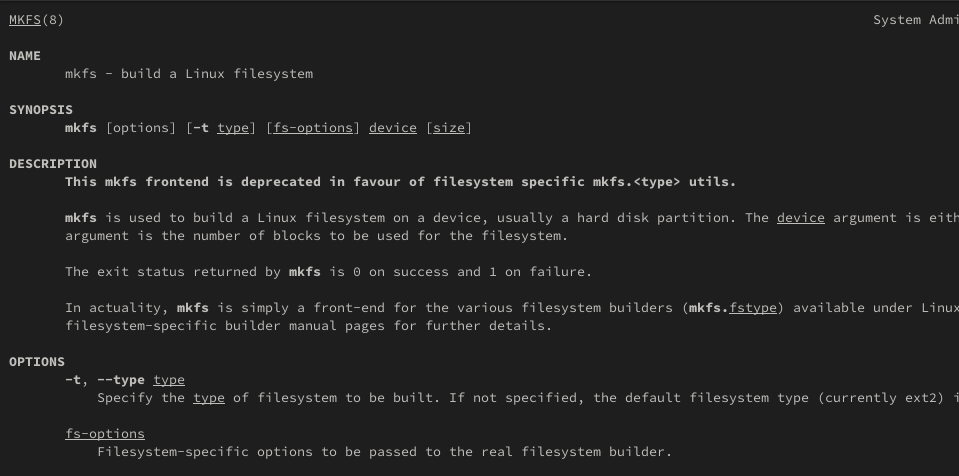 MKFS(8) System Admi
NAME
mkfs - build a Linux filesystem
SYNOPSIS
mkfs [options] [-t type] [fs-options] device [size]
DESCRIPTION
This mkfs frontend is deprecated in favour of filesystem specific mkfs.<type> utils.
mkfs is used to build a Linux filesystem on a device, usually a hard disk partition. The device argument is eith
argument is the number of blocks to be used for the filesystem.
The exit status returned by mkfs is 0 on success and 1 on failure.
In actuality, mkfs is simply a front-end for the various filesystem builders (mkfs.fstype) available under Linux
filesystem-specific builder manual pages for further details.
OPTIONS
-t, --type type
Specify the type of filesystem to be built. If not specified, the default filesystem type (currently ext2) i
fs-options
Filesystem-specific options to be passed to the real filesystem builder.